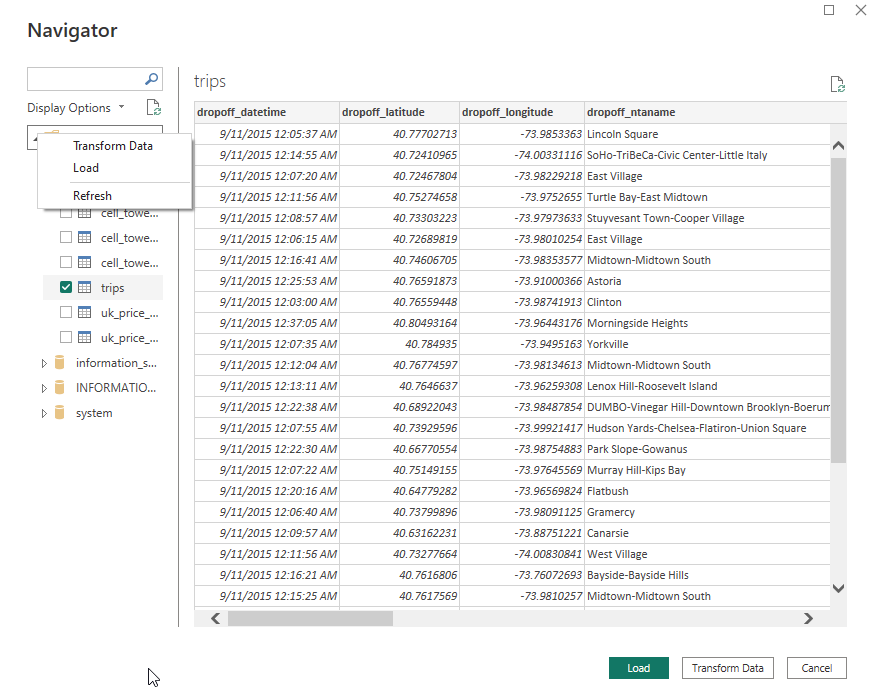 Navigator
Display Options
Transform Data
Load
Refresh
cell_towe...
cell_towe...
cell_towe...
trips
uk_price_...
uk_price_...
information_s...
INFORMATIO...
system
trips
dropoff_datetime dropoff_latitude dropoff_longitude dropoff_ntaname
9/11/2015 12:05:37 AM 40.77702713 -73.9853363 Lincoln Square
9/11/2015 12:14:55 AM 40.72410965 -74.00331116 SoHo-TriBeCa-Civic Center-Little Italy
9/11/2015 12:07:20 AM 40.72467804 -73.98229218 East Village
9/11/2015 12:11:56 AM 40.75274658 -73.9752655 Turtle Bay-East Midtown
9/11/2015 12:08:57 AM 40.73303223 -73.97973633 Stuyvesant Town-Cooper Village
9/11/2015 12:06:15 AM 40.72689819 -73.98010254 East Village
9/11/2015 12:16:41 AM 40.74606705 -73.98353577 Midtown-Midtown South
9/11/2015 12:25:53 AM 40.76591873 -73.91000366 Astoria
9/11/2015 12:03:00 AM 40.76559448 -73.98741913 Clinton
9/11/2015 12:37:05 AM 40.80493164 -73.96443176 Morningside Heights
9/11/2015 12:07:35 AM 40.784935 -73.9495163 Yorkville
9/11/2015 12:12:04 AM 40.76774557 -73.98134613 Midtown-Midtown South
9/11/2015 12:13:11 AM 40.7646637 -73.96259308 Lenox Hill-Roosevelt Island
9/11/2015 12:22:38 AM 40.68922043 -73.98487854 DUMBO-Vinegar Hill-Downtown Brooklyn-Boerum
9/11/2015 12:07:55 AM 40.73929596 -73.99921417 Hudson Yards-Chelsea-Flatiron-Union Square
9/11/2015 12:22:30 AM 40.66770554 -73.98754883 Park Slope-Gowanus
9/11/2015 12:07:22 AM 40.75149155 -73.97645569 Murray Hill-Kips Bay
9/11/2015 12:20:16 AM 40.64779282 -73.96569824 Flatbush
9/11/2015 12:06:40 AM 40.73799896 -73.98091125 Gramercy
9/11/2015 12:09:57 AM 40.63162231 -73.88751221 Canarsie
9/11/2015 12:11:56 AM 40.73277664 -74.00830841 West Village
9/11/2015 12:16:21 AM 40.7616806 -73.76072693 Bayside-Bayside Hills
9/11/2015 12:15:25 AM 40.7617569 -73.9810257 Midtown-Midtown South
Load Transform Data Cancel